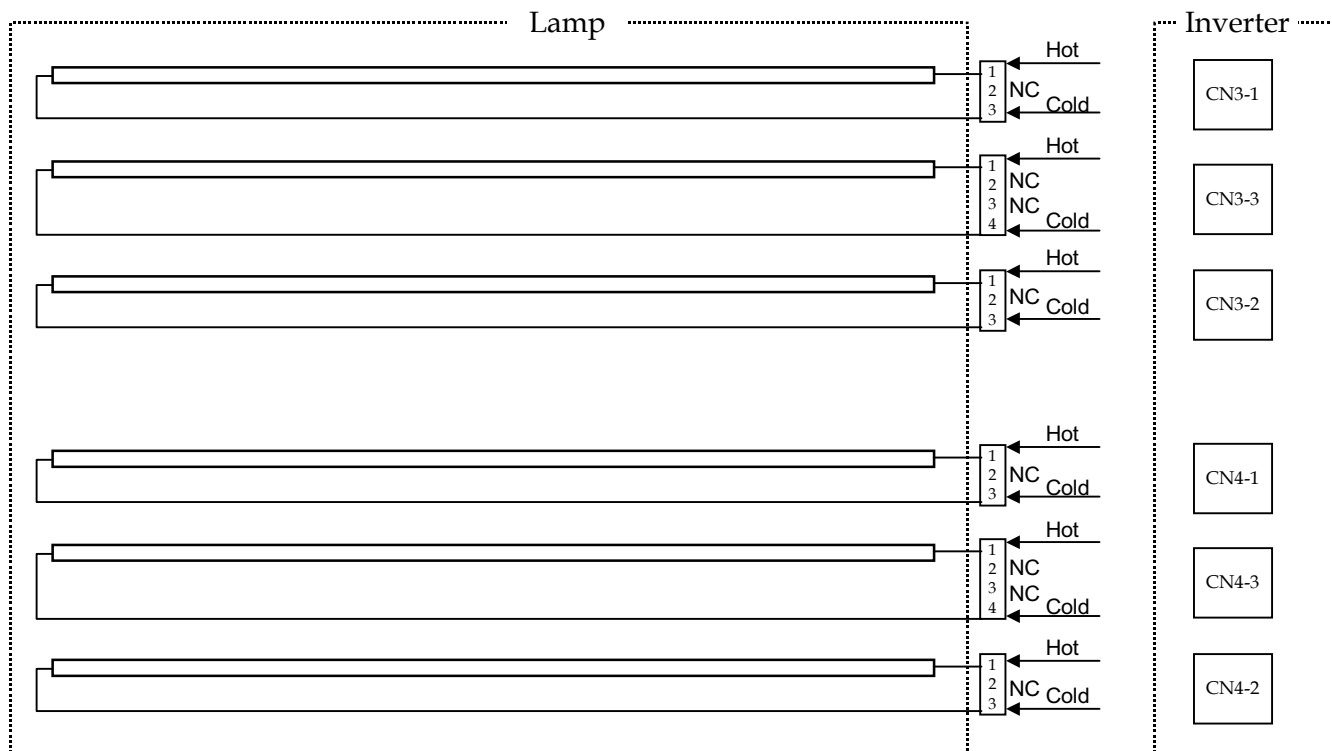 Lamp Inverter
Hot
1
2 NC
3 Cold
CN3-1
Hot
1
2 NC
3 NC
4 Cold
CN3-3
Hot
1
2 NC
3 Cold
CN3-2
Hot
1
2 NC
3 Cold
CN4-1
Hot
1
2 NC
3 NC
4 Cold
CN4-3
Hot
1
2 NC
3 Cold
CN4-2